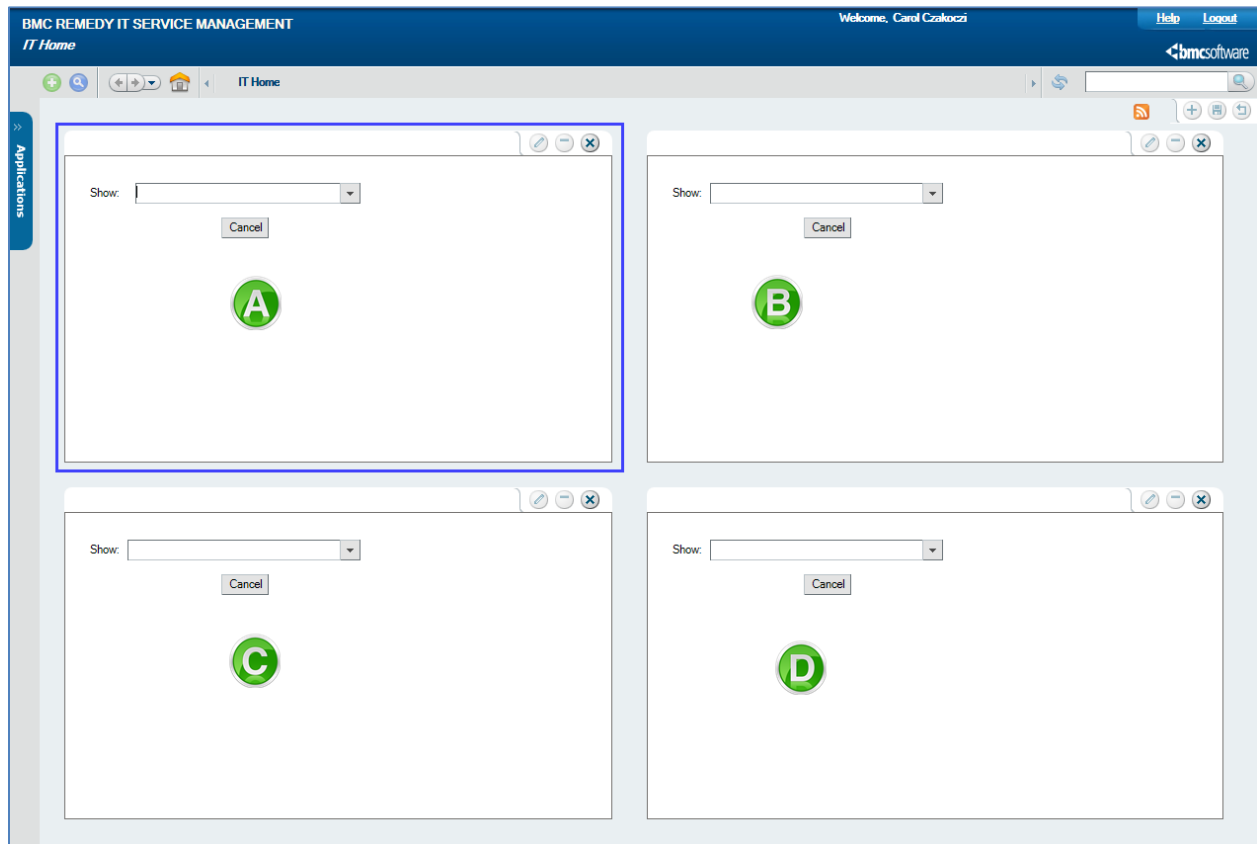 BMC REMEDY IT SERVICE MANAGEMENT
Welcome, Carol Czakoczi
Help Logout
IT Home
bmcsoftware
IT Home
Applications
Show:
Cancel
A
Show:
Cancel
B
Show:
Cancel
C
Show:
Cancel
D